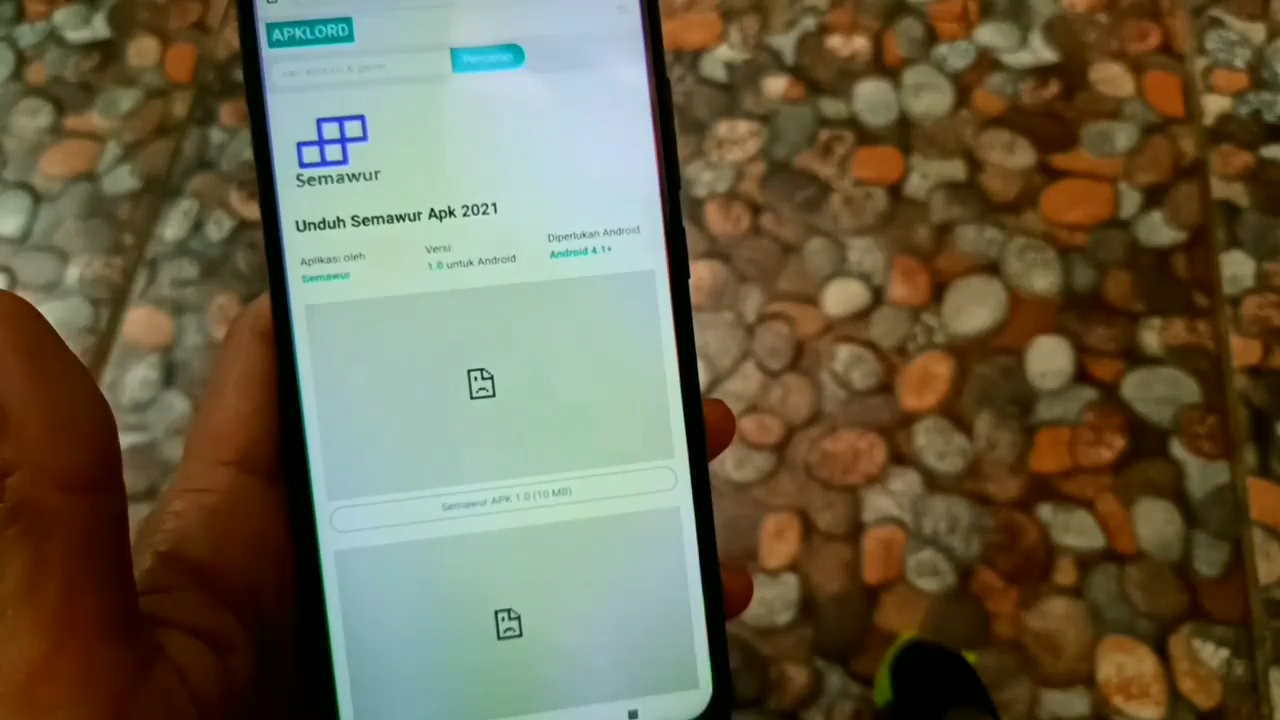 APKLORD
Pencarian
Semawur
Unduh Semawur Apk 2021
Aplikasi oleh
Semawur
Versi:
1.0 untuk Android
Diperlukan Android
Android 4.1+
Semawur APK 1.0 (10 MB)